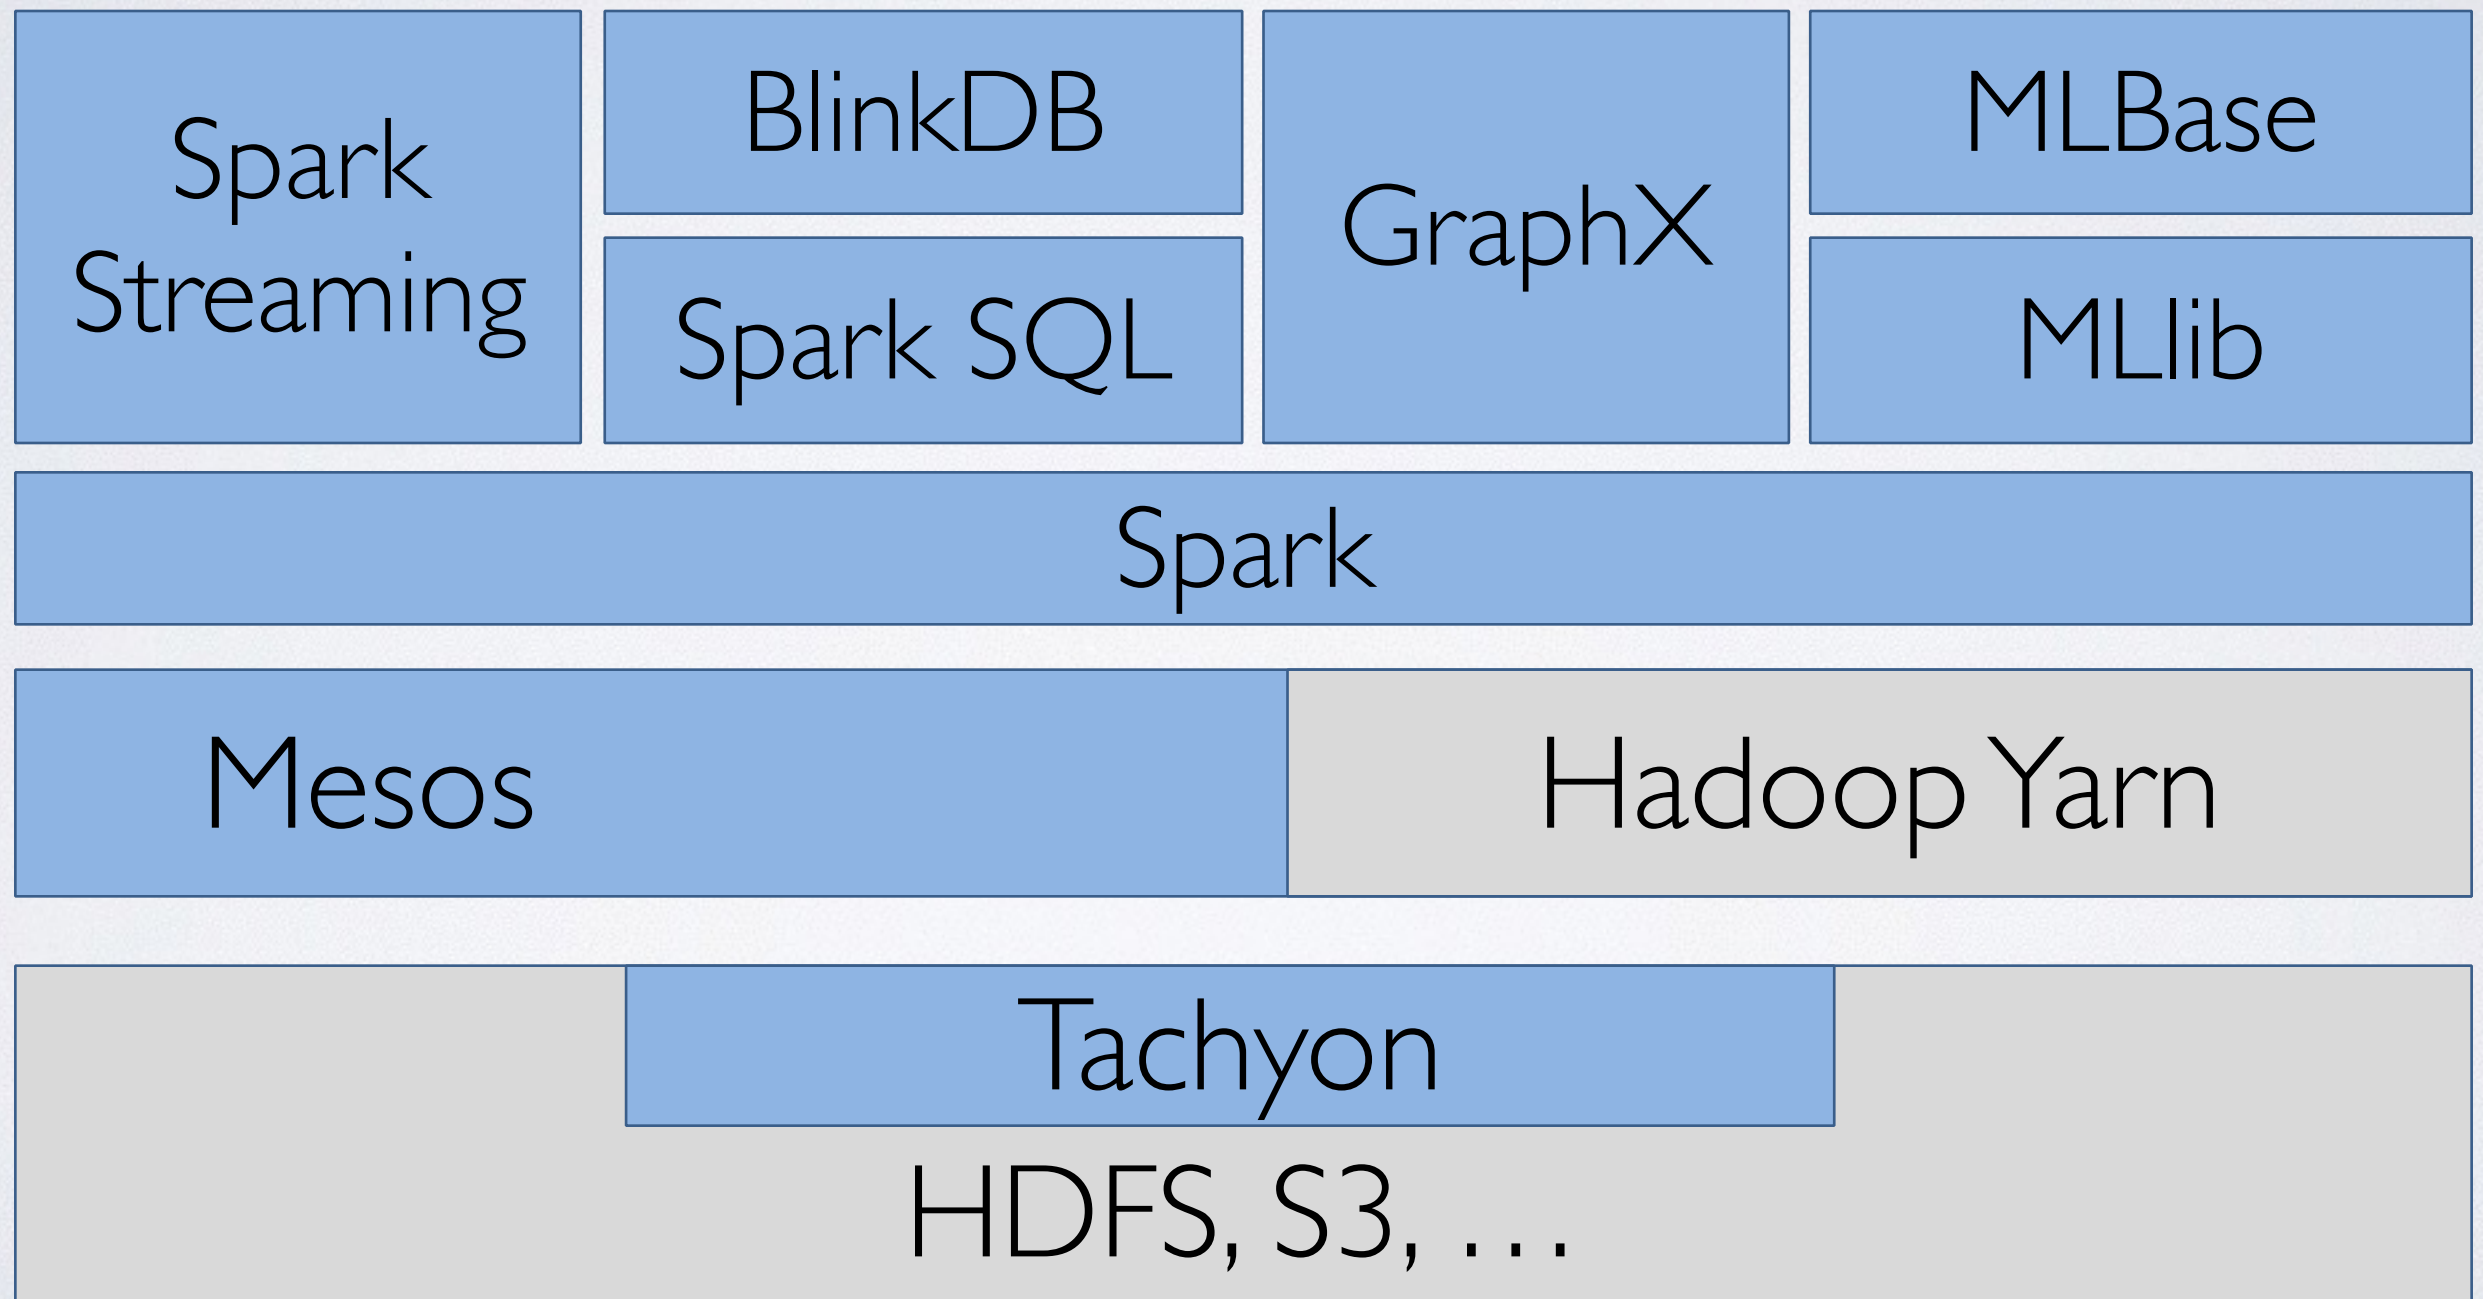 Spark
Streaming
BlinkDB
Spark SQL
GraphX
MLBase
MLlib
Spark
Mesos
Hadoop Yarn
Tachyon
HDFS, S3, …